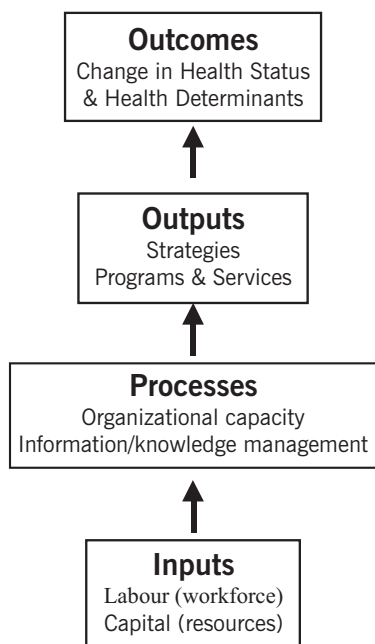 Outcomes
Change in Health Status
& Health Determinants
Outputs
Strategies
Programs & Services
Processes
Organizational capacity
Information/knowledge management
Inputs
Labour (workforce)
Capital (resources)